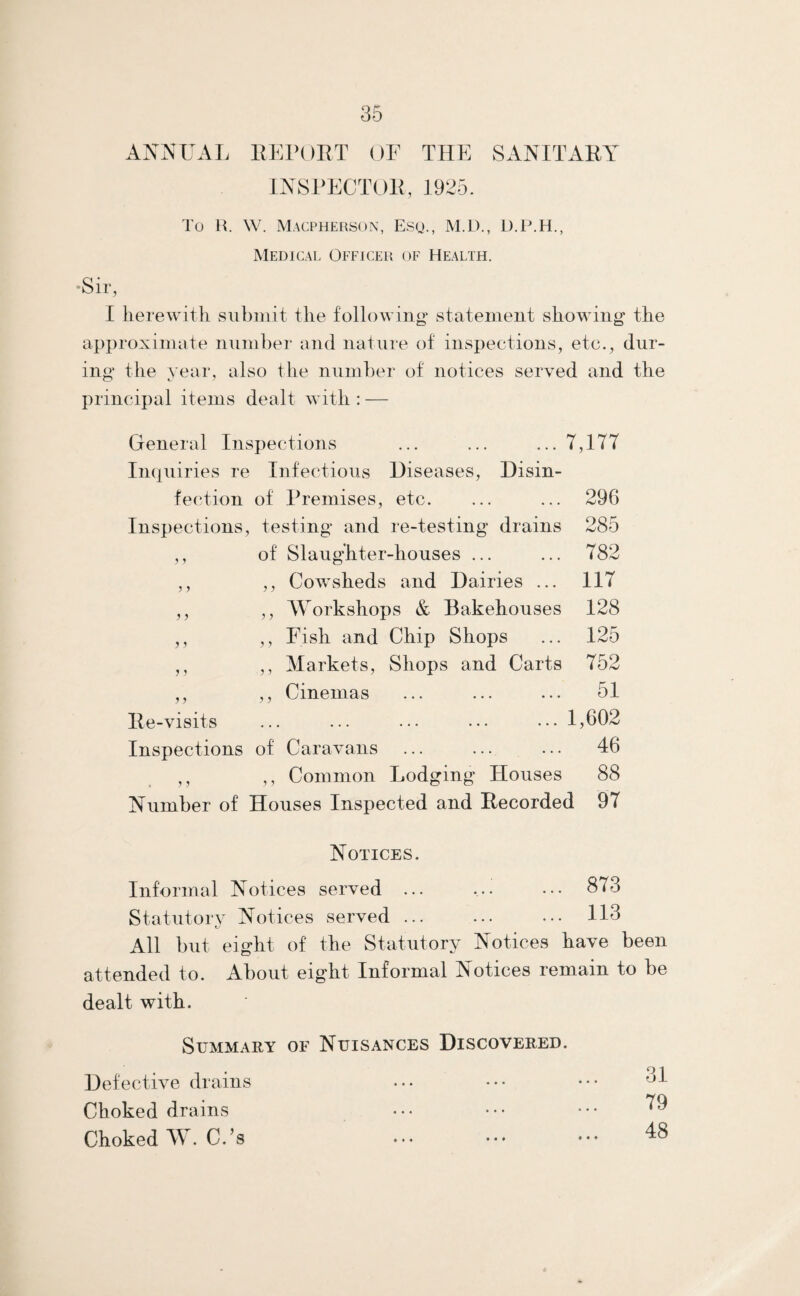 35
ANNUAL REPORT OF THE SANITARY
INSPECTOR, 1925.
To R. W. Macpherson, Esq., M.D., D.P.H.,
Medical Officer of Health.
Sir,
I herewith submit the following statement showing the
approximate number and nature of inspections, etc., dur-
ing the year, also the number of notices served and the
principal items dealt with : —
General Inspections ... ... ... 7,177
Inquiries re Infectious Diseases, Disin-
fection of Premises, etc. ... ... 296
Inspections, testing and re-testing drains 285
,, of Slaughter-houses ... ... 782
,, ,, Cowsheds and Dairies ... 117
,, ,, Workshops & Bakehouses 128
,, ,, Fish and Chip Shops ... 125
,, ,, Markets, Shops and Carts 752
,, ,, Cinemas ... ... ... 51
Re-visits ... ... ... ... ... 1,602
Inspections of Caravans ... ... ... 46
,, ,, Common Lodging Houses 88
Number of Houses Inspected and Recorded 97
Notices.
Informal Notices served ... ... ... 873
Statutory Notices served ... ... ... 113
All but eight of the Statutory Notices have been
attended to. About eight Informal Notices remain to be
dealt with.
Summary of Nuisances Discovered.
Defective drains ... ... ... 31
Choked drains ... ... ... 79
Choked W. C.'s ... ... ... 48